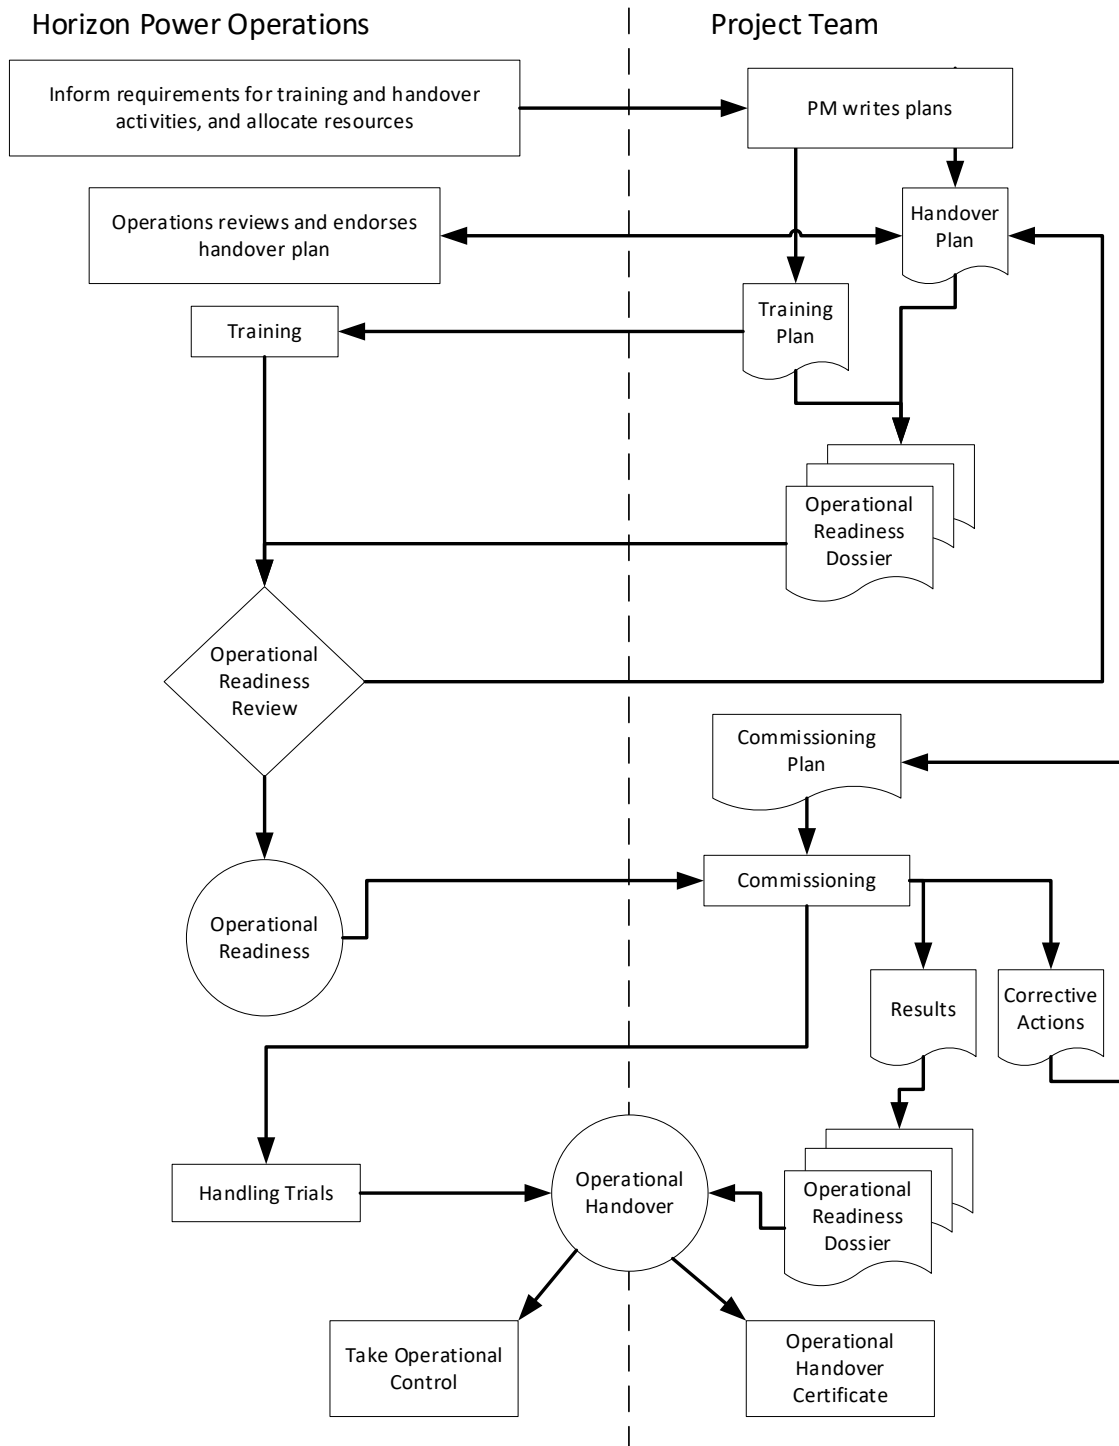 Horizon Power Operations
Project Team
Inform requirements for training and handover
activities, and allocate resources
PM writes plans
Operations reviews and endorses
handover plan
Handover
Plan
Training
Training
Plan
Operational
Readiness
Dossier
Operational
Readiness
Review
Commissioning
Plan
Commissioning
Operational
Readiness
Results
Corrective
Actions
Handling Trials
Operational
Handover
Operational
Readiness
Dossier
Take Operational
Control
Operational
Handover
Certificate